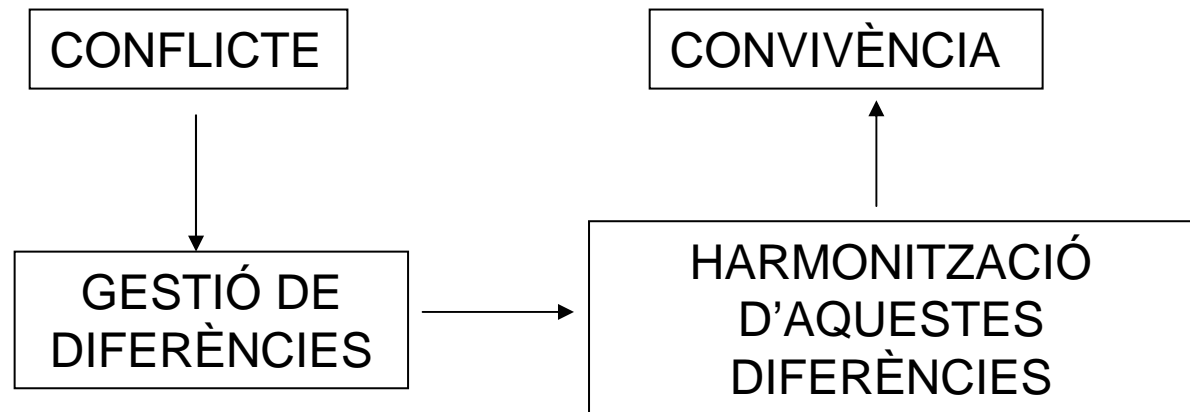 CONFLICTE
CONVIVÈNCIA
GESTIÓ DE
DIFERÈNCIES
HARMONITZACIÓ
D’AQUESTES
DIFERÈNCIES